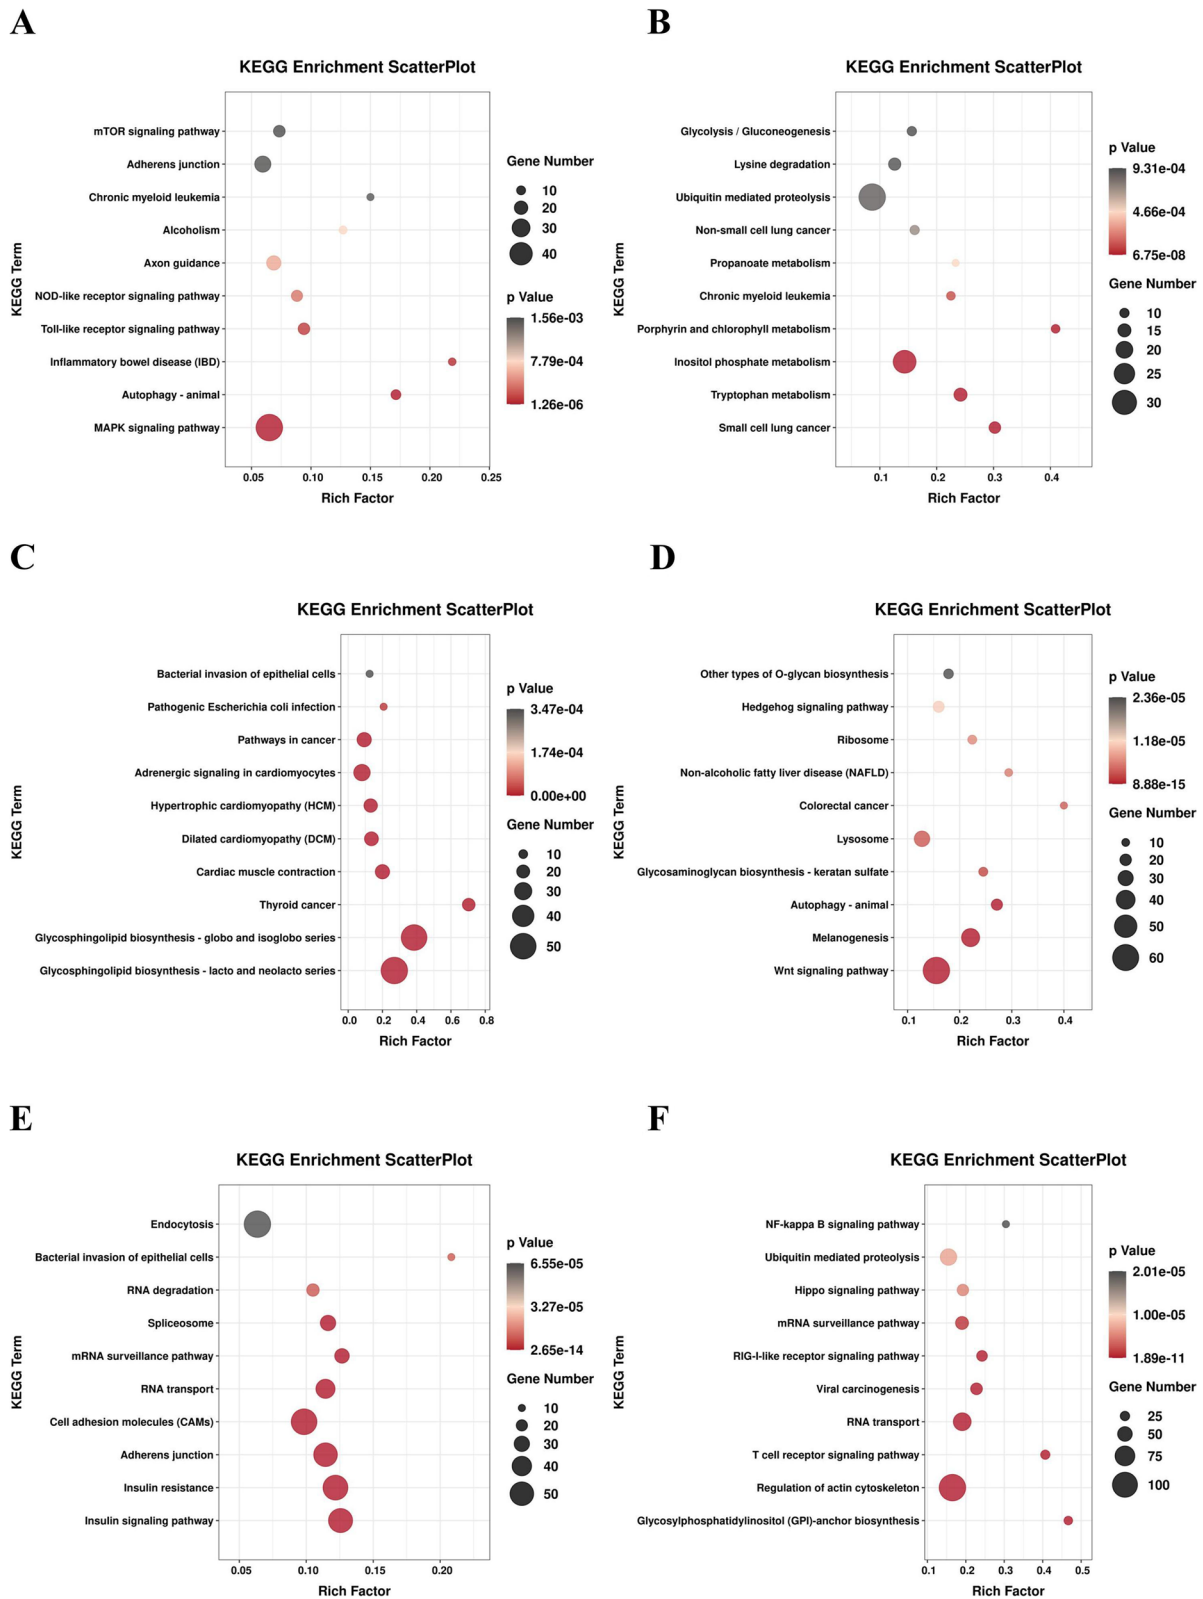 A
KEGG Enrichment ScatterPlot
KEGG Term
mTOR signaling pathway
Adherens junction
Chronic myeloid leukemia
Alcoholism
Axon guidance
NOD-like receptor signaling pathway
Toll-like receptor signaling pathway
Inflammatory bowel disease (IBD)
Autophagy - animal
MAPK signaling pathway
0.05 0.10 0.15 0.20 0.25
Rich Factor
Gene Number
10
20
30
40
p Value
1.56e-03
7.79e-04
1.26e-06
B
KEGG Enrichment ScatterPlot
KEGG Term
Glycolysis / Gluconeogenesis
Lysine degradation
Ubiquitin mediated proteolysis
Non-small cell lung cancer
Propanoate metabolism
Chronic myeloid leukemia
Porphyrin and chlorophyll metabolism
Inositol phosphate metabolism
Tryptophan metabolism
Small cell lung cancer
0.1 0.2 0.3 0.4
Rich Factor
p Value
9.31e-04
4.66e-04
6.75e-08
Gene Number
10
15
20
25
30
C
KEGG Enrichment ScatterPlot
KEGG Term
Bacterial invasion of epithelial cells
Pathogenic Escherichia coli infection
Pathways in cancer
Adrenergic signaling in cardiomyocytes
Hypertrophic cardiomyopathy (HCM)
Dilated cardiomyopathy (DCM)
Cardiac muscle contraction
Thyroid cancer
Glycosphingolipid biosynthesis - globo and isoglobo series
Glycosphingolipid biosynthesis - lacto and neolacto series
0.0 0.2 0.4 0.6 0.8
Rich Factor
p Value
3.47e-04
1.74e-04
0.00e+00
Gene Number
10
20
30
40
50
D
KEGG Enrichment ScatterPlot
KEGG Term
Other types of O-glycan biosynthesis
Hedgehog signaling pathway
Ribosome
Non-alcoholic fatty liver disease (NAFLD)
Colorectal cancer
Lysosome
Glycosaminoglycan biosynthesis - keratan sulfate
Autophagy - animal
Melanogenesis
Wnt signaling pathway
0.1 0.2 0.3 0.4
Rich Factor
p Value
2.36e-05
1.18e-05
8.88e-15
Gene Number
10
20
30
40
50
60
E
KEGG Enrichment ScatterPlot
KEGG Term
Endocytosis
Bacterial invasion of epithelial cells
RNA degradation
Spliceosome
mRNA surveillance pathway
RNA transport
Cell adhesion molecules (CAMs)
Adherens junction
Insulin resistance
Insulin signaling pathway
0.05 0.10 0.15 0.20
Rich Factor
p Value
6.55e-05
3.27e-05
2.65e-14
Gene Number
10
20
30
40
50
F
KEGG Enrichment ScatterPlot
KEGG Term
NF-kappa B signaling pathway
Ubiquitin mediated proteolysis
Hippo signaling pathway
mRNA surveillance pathway
RIG-I-like receptor signaling pathway
Viral carcinogenesis
RNA transport
T cell receptor signaling pathway
Regulation of actin cytoskeleton
Glycosylphosphatidylinositol (GPI)-anchor biosynthesis
0.1 0.2 0.3 0.4 0.5
Rich Factor
p Value
2.01e-05
1.00e-05
1.89e-11
Gene Number
25
50
75
100